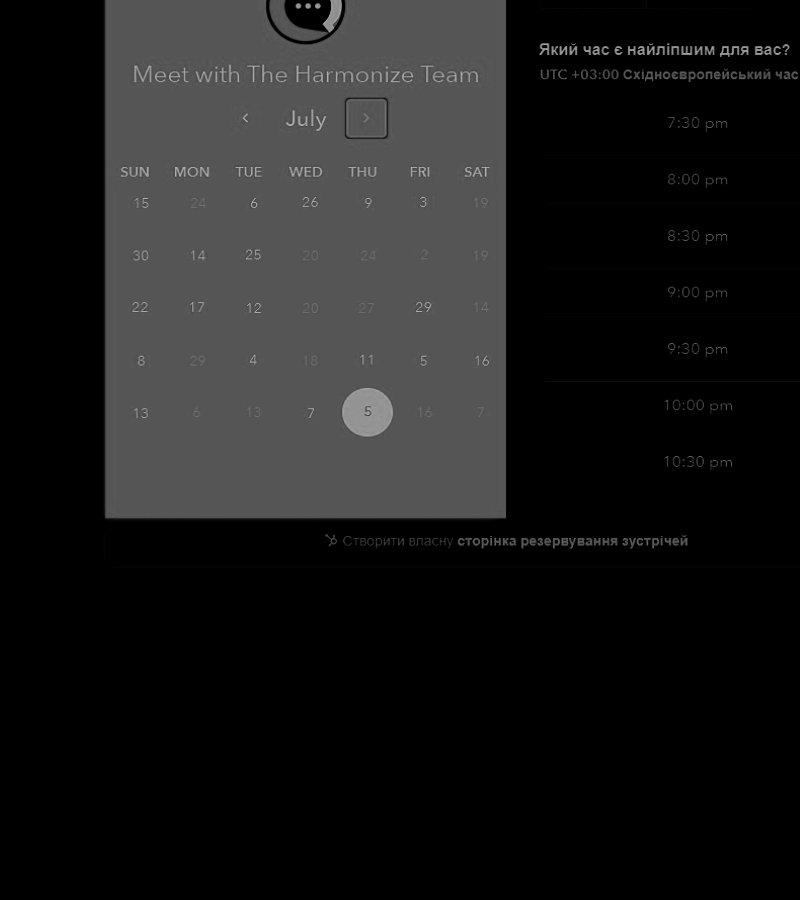 Meet with The Harmonize Team
July
SUN MON TUE WED THU FRI SAT
15 24 6 26 9 3 19
30 14 25 20 24 2 19
22 17 12 20 27 29 14
8 29 4 18 11 5 16
13 6 13 7 5 16 7
Який час є найліпшим для вас?
UTC +03:00 Східноєвропейський час
7:30 pm
8:00 pm
8:30 pm
9:00 pm
9:30 pm
10:00 pm
10:30 pm
Створити власну сторінка резервування зустрічей